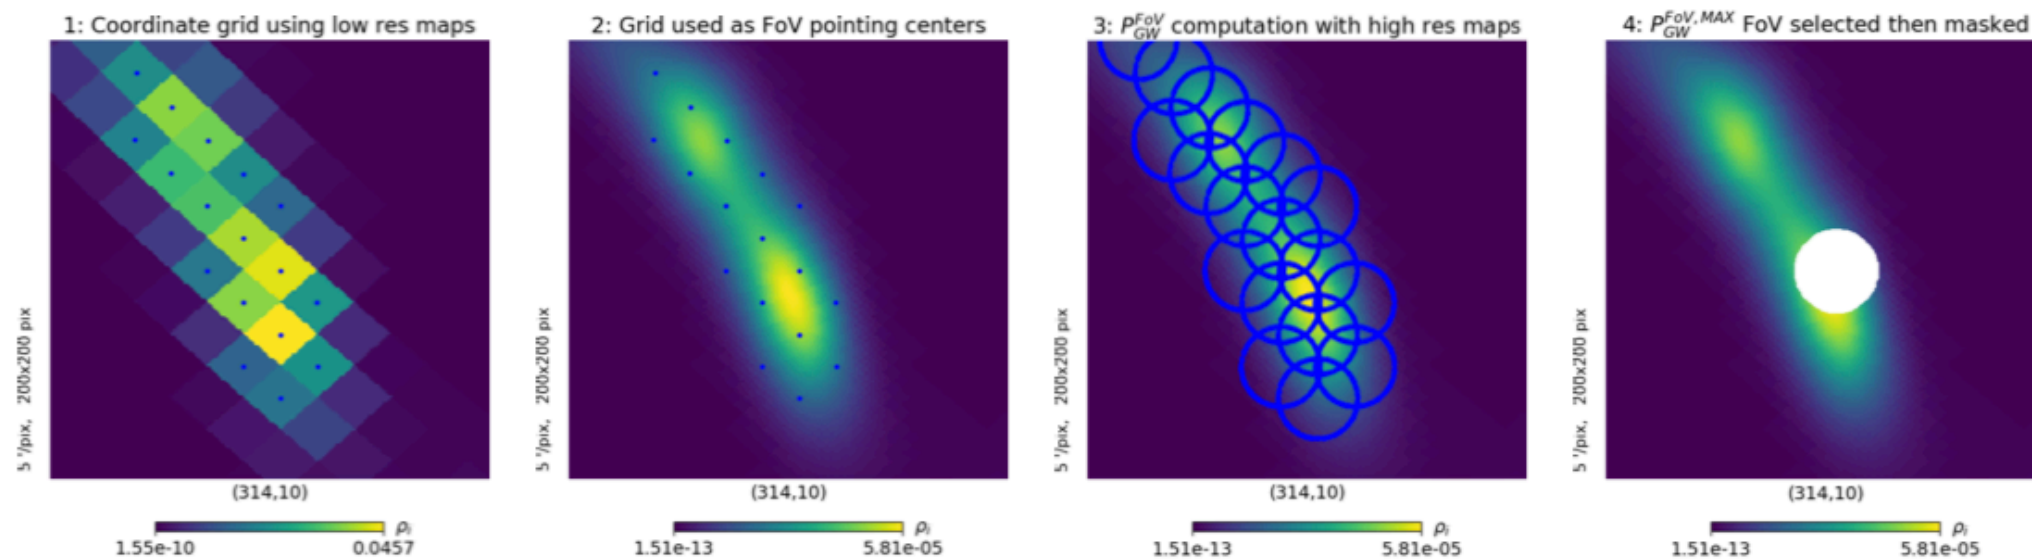 1: Coordinate grid using low res maps
5 '/pix, 200x200 pix
(314,10)
1.55e-10 0.0457 ρᵢ
2: Grid used as FoV pointing centers
5 '/pix, 200x200 pix
(314,10)
1.51e-13 5.81e-05 ρᵢ
3: P_GW^FoV computation with high res maps
5 '/pix, 200x200 pix
(314,10)
1.51e-13 5.81e-05 ρᵢ
4: P_GW^FoV,MAX FoV selected then masked
5 '/pix, 200x200 pix
(314,10)
1.51e-13 5.81e-05 ρᵢ